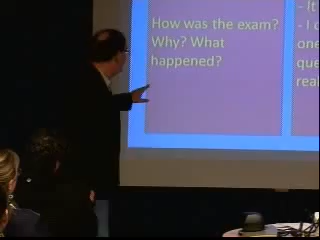 How was the exam?
Why? What
happened?
- It
- I
one
que
real